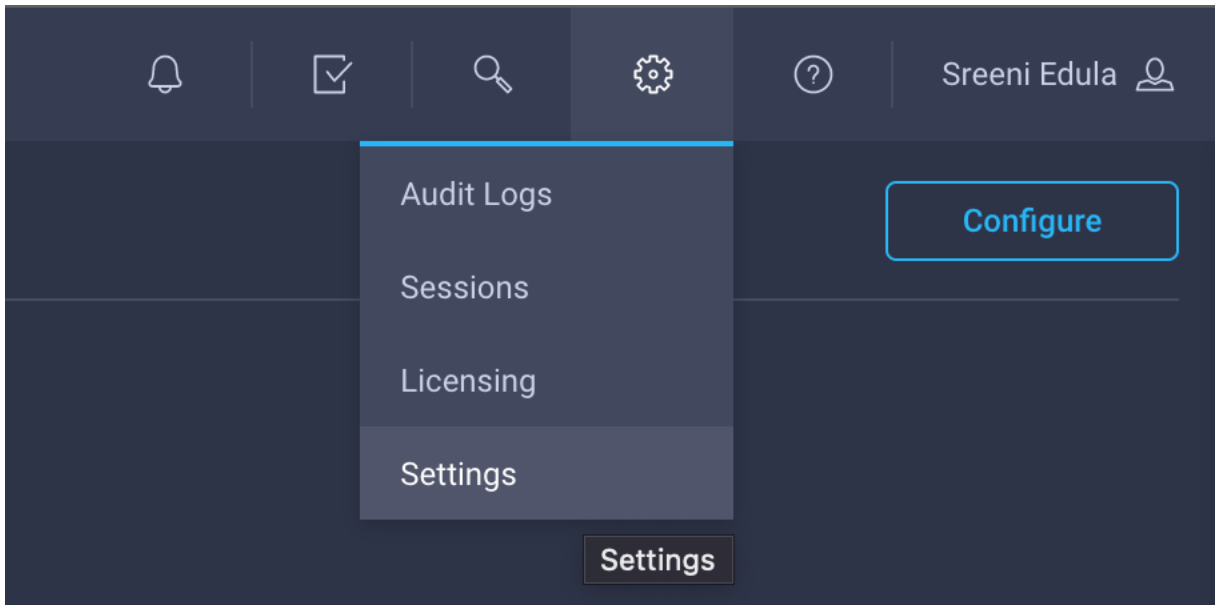 Sreeni Edula
Configure
Audit Logs
Sessions
Licensing
Settings
Settings